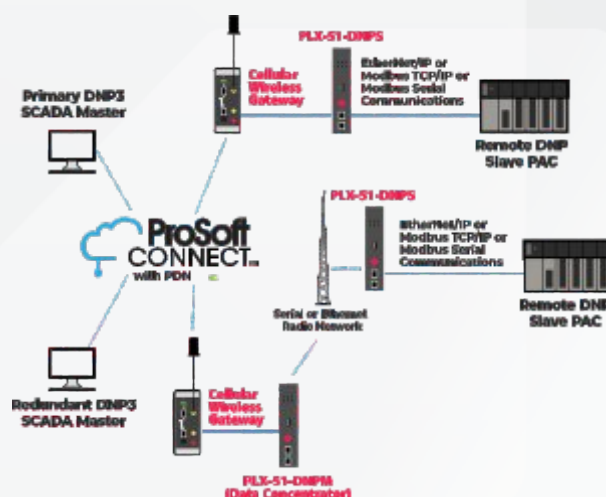 PLX-51-DNPS
Cellular
Wireless
Gateway
EtherNet/IP or
Modbus TCP/IP or
Modbus Serial
Communications
Primary DNP3
SCADA Master
Remote DNP
Slave PAC
PLX-51-DNPS
ProSoft
CONNECT
with PDN
EtherNet/IP or
Modbus TCP/IP or
Modbus Serial
Communications
Serial or Ethernet
Radio Network
Remote DNP
Slave PAC
Redundant DNP3
SCADA Master
Cellular
Wireless
Gateway
PLX-51-DNPM
(Data Concentrator)